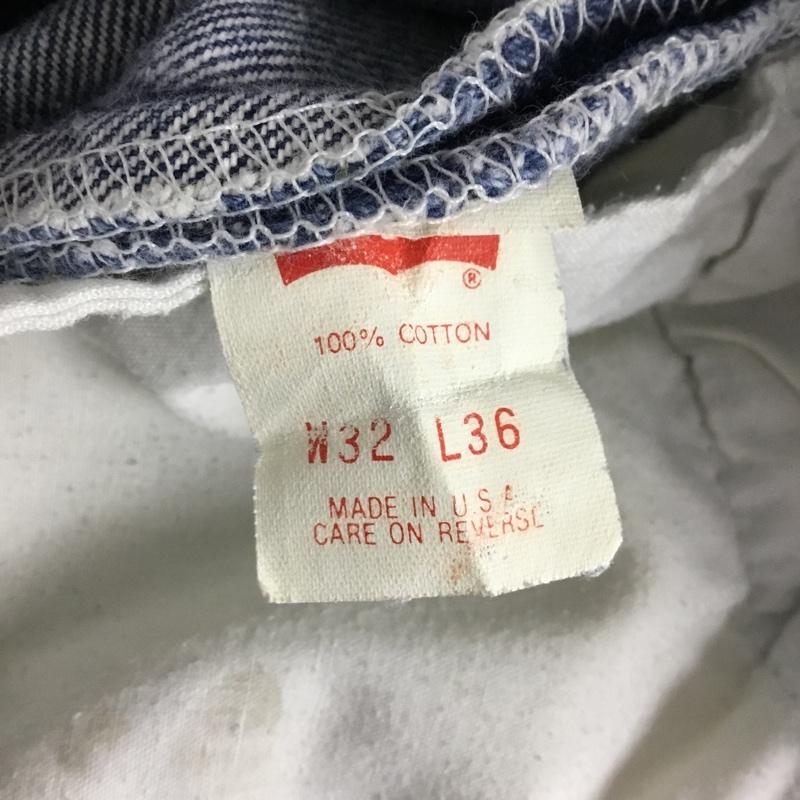 ®
100% COTTON
W32 L36
MADE IN U.S.A.
CARE ON REVERSE